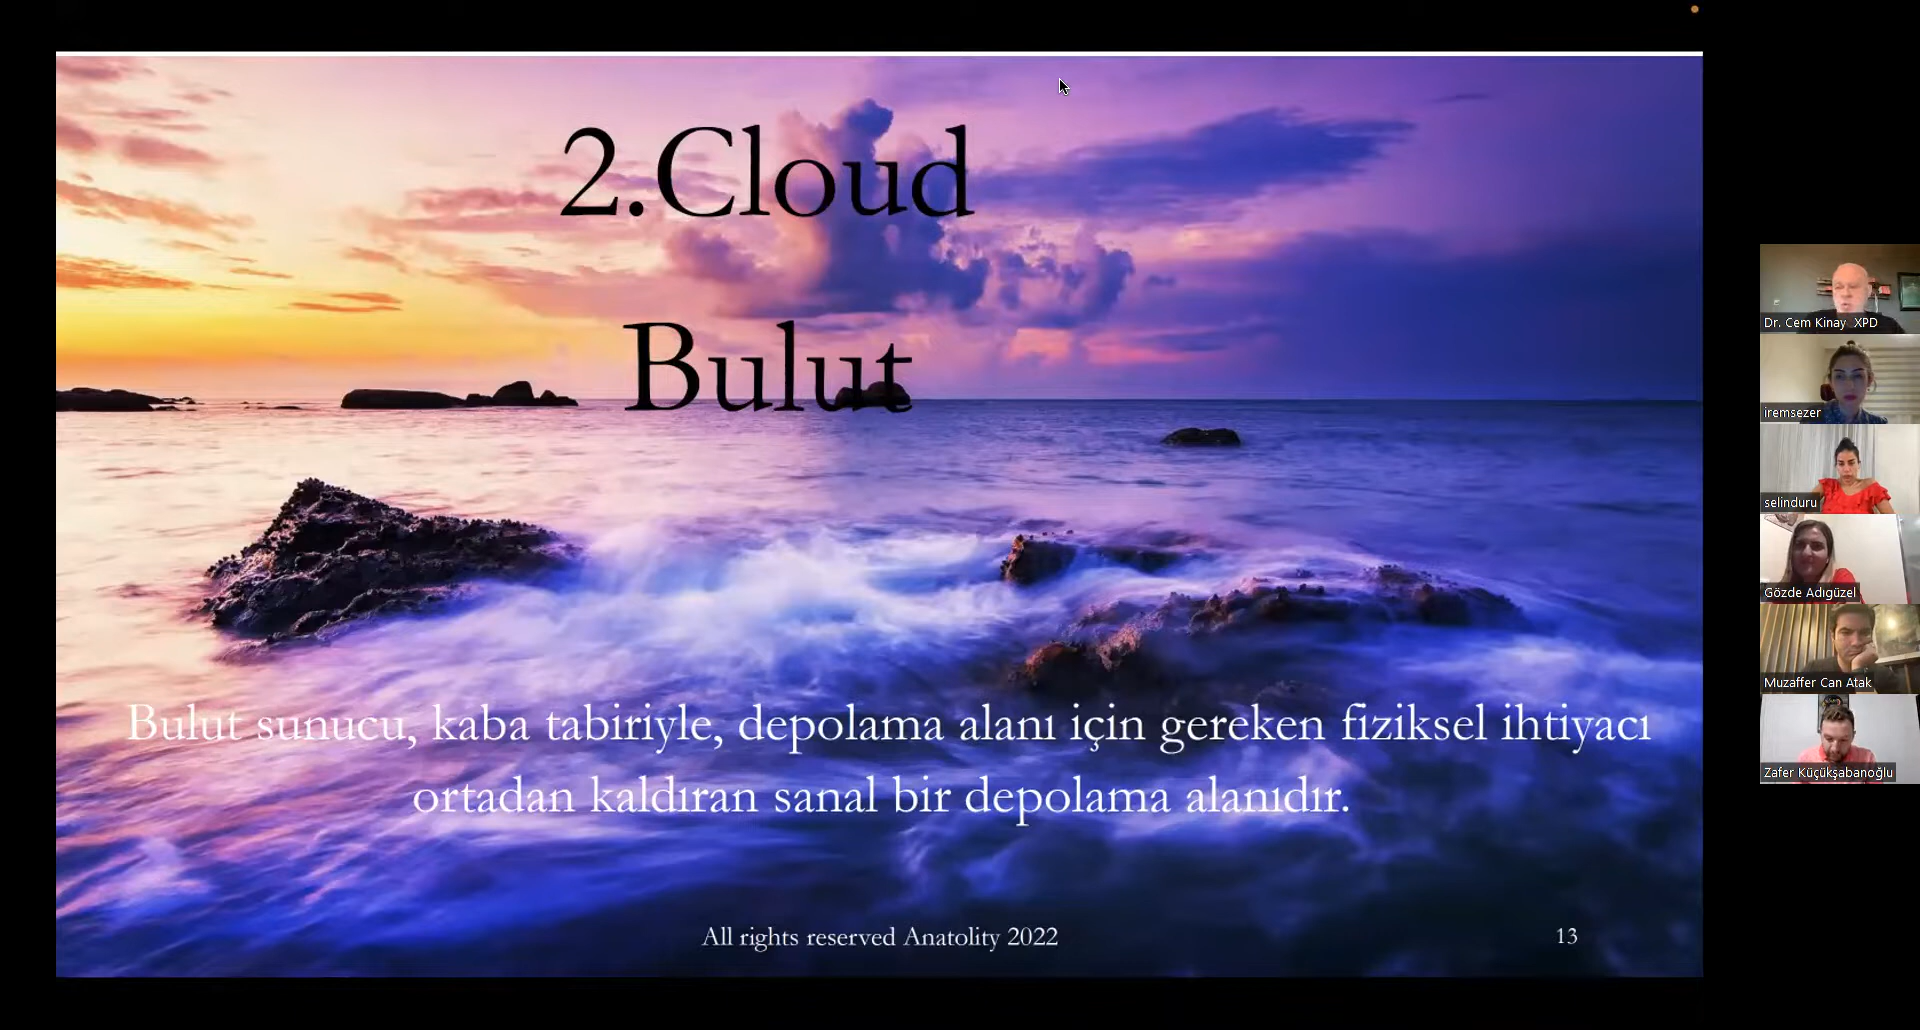 2.Cloud
Bulut
Bulut sunucu, kaba tabiriyle, depolama alanı için gereken fiziksel ihtiyacı
ortadan kaldıran sanal bir depolama alanıdır.
All rights reserved Anatolity 2022
13
Dr. Cem Kinay XPD
iremsezer
selinduru
Gözde Adıgüzel
Muzaffer Can Atak
Zafer Küçükşabanoğlu